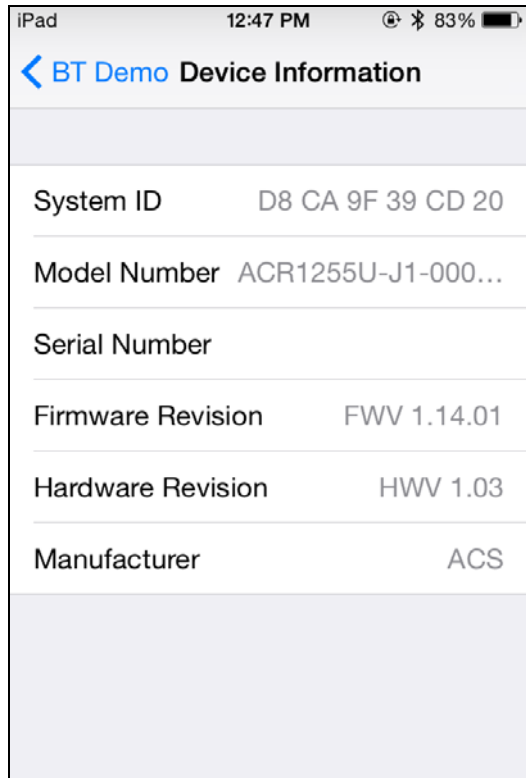 iPad 12:47 PM 83%
BT Demo Device Information
System ID D8 CA 9F 39 CD 20
Model Number ACR1255U-J1-000...
Serial Number
Firmware Revision FWV 1.14.01
Hardware Revision HWV 1.03
Manufacturer ACS